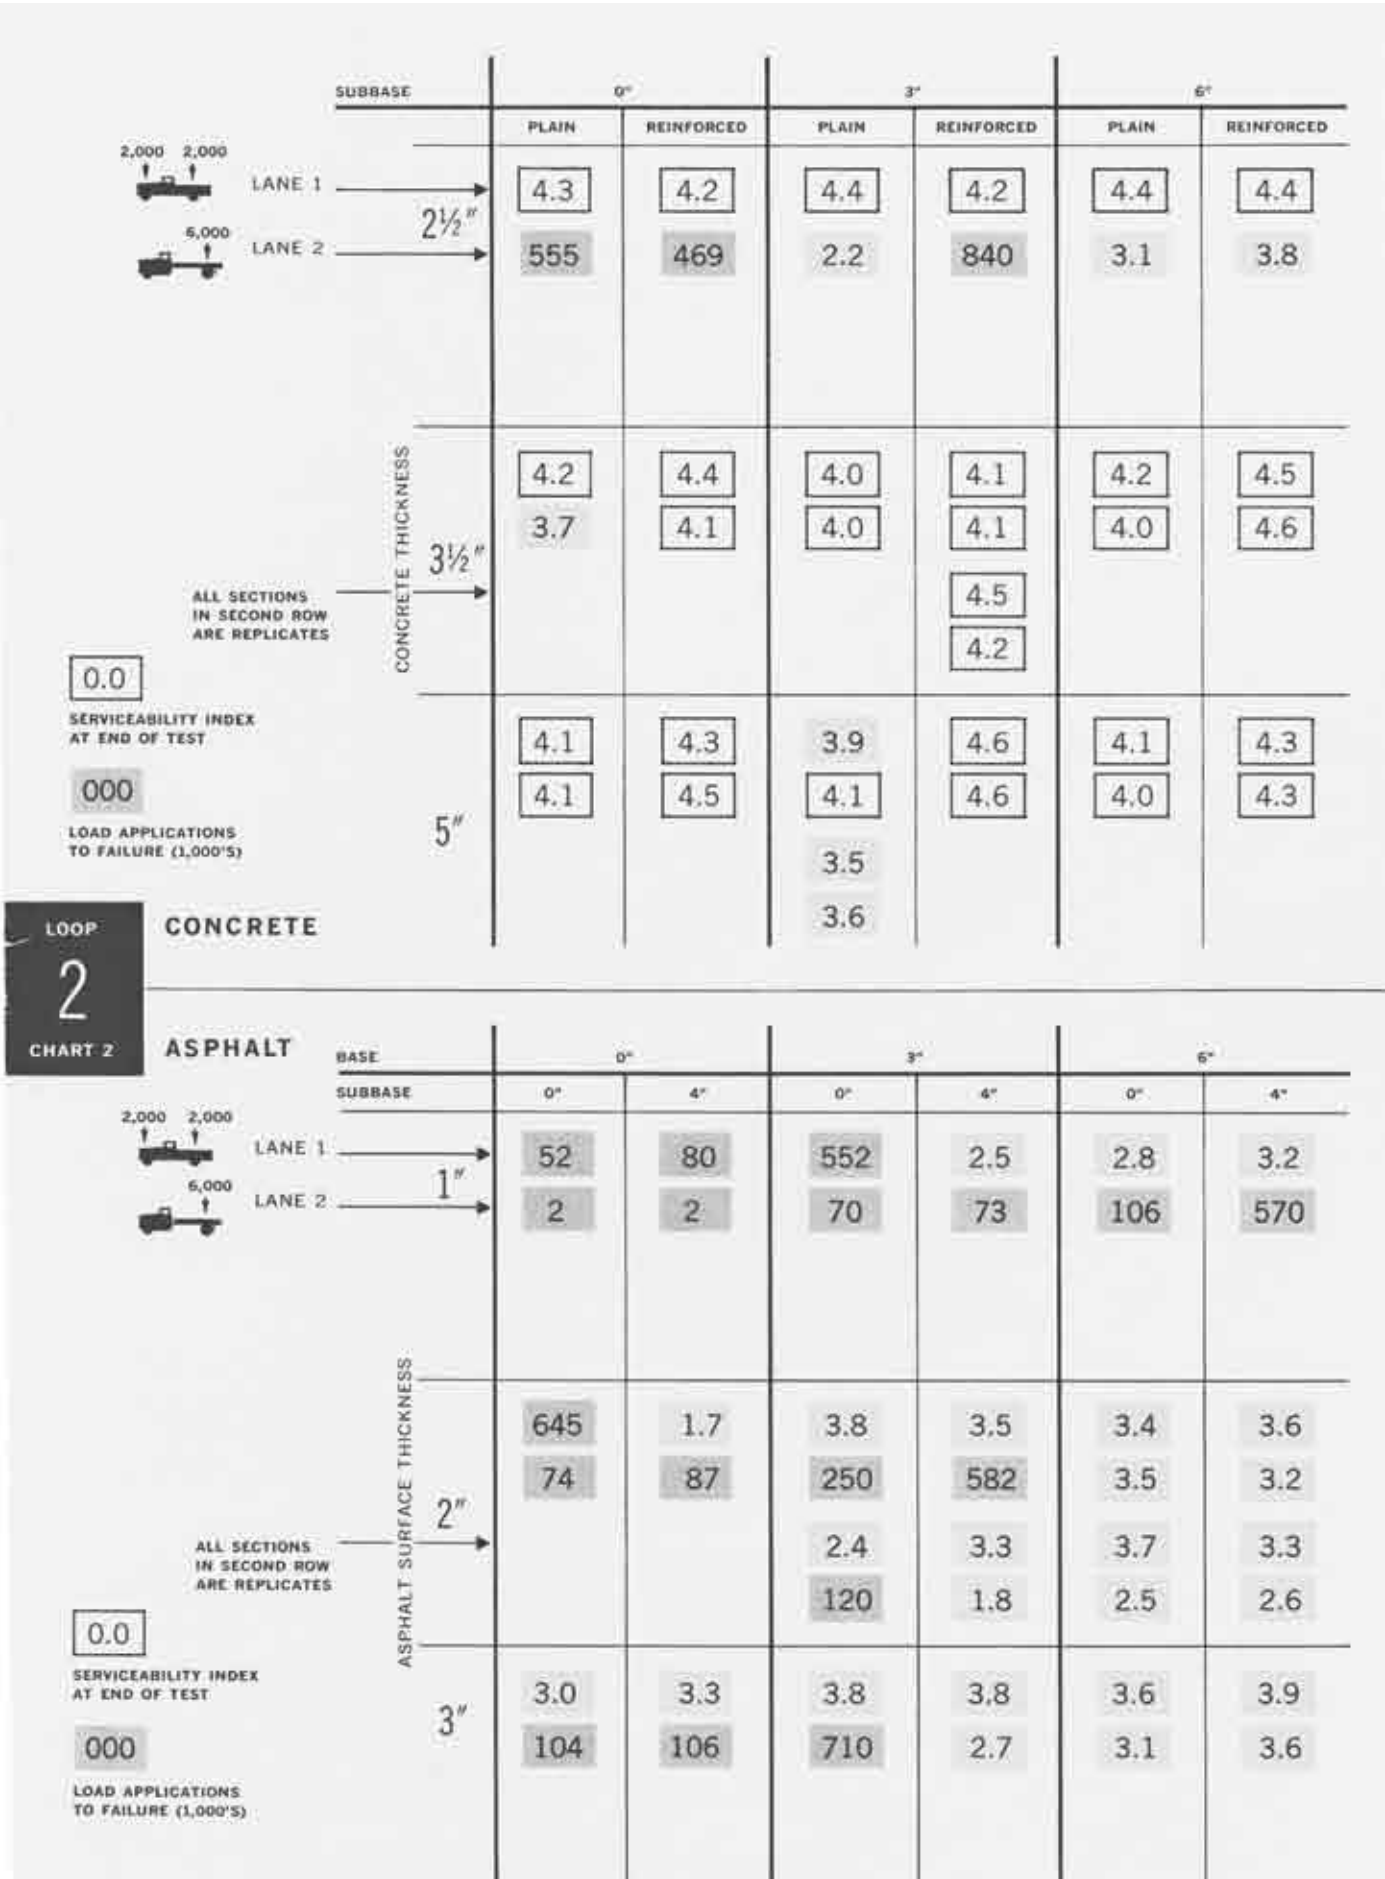 SUBBASE 0" 3" 6"
PLAIN REINFORCED PLAIN REINFORCED PLAIN REINFORCED
2,000 2,000
LANE 1 4.3 4.2 4.4 4.2 4.4 4.4
2½"
6,000
LANE 2 555 469 2.2 840 3.1 3.8
CONCRETE THICKNESS
4.2 4.4 4.0 4.1 4.2 4.5
3.7 4.1 4.0 4.1 4.0 4.6
3½"
ALL SECTIONS
IN SECOND ROW
ARE REPLICATES
4.5
4.2
0.0
SERVICEABILITY INDEX
AT END OF TEST
000
LOAD APPLICATIONS
TO FAILURE (1,000'S)
4.1 4.3 3.9 4.6 4.1 4.3
4.1 4.5 4.1 4.6 4.0 4.3
5"
3.5
3.6
LOOP
2
CHART 2
CONCRETE
ASPHALT
BASE 0" 3" 6"
SUBBASE 0" 4" 0" 4" 0" 4"
2,000 2,000
LANE 1 52 80 552 2.5 2.8 3.2
1"
6,000
LANE 2 2 2 70 73 106 570
ASPHALT SURFACE THICKNESS
645 1.7 3.8 3.5 3.4 3.6
74 87 250 582 3.5 3.2
2"
ALL SECTIONS
IN SECOND ROW
ARE REPLICATES
2.4 3.3 3.7 3.3
120 1.8 2.5 2.6
0.0
SERVICEABILITY INDEX
AT END OF TEST
000
LOAD APPLICATIONS
TO FAILURE (1,000'S)
3.0 3.3 3.8 3.8 3.6 3.9
3"
104 106 710 2.7 3.1 3.6